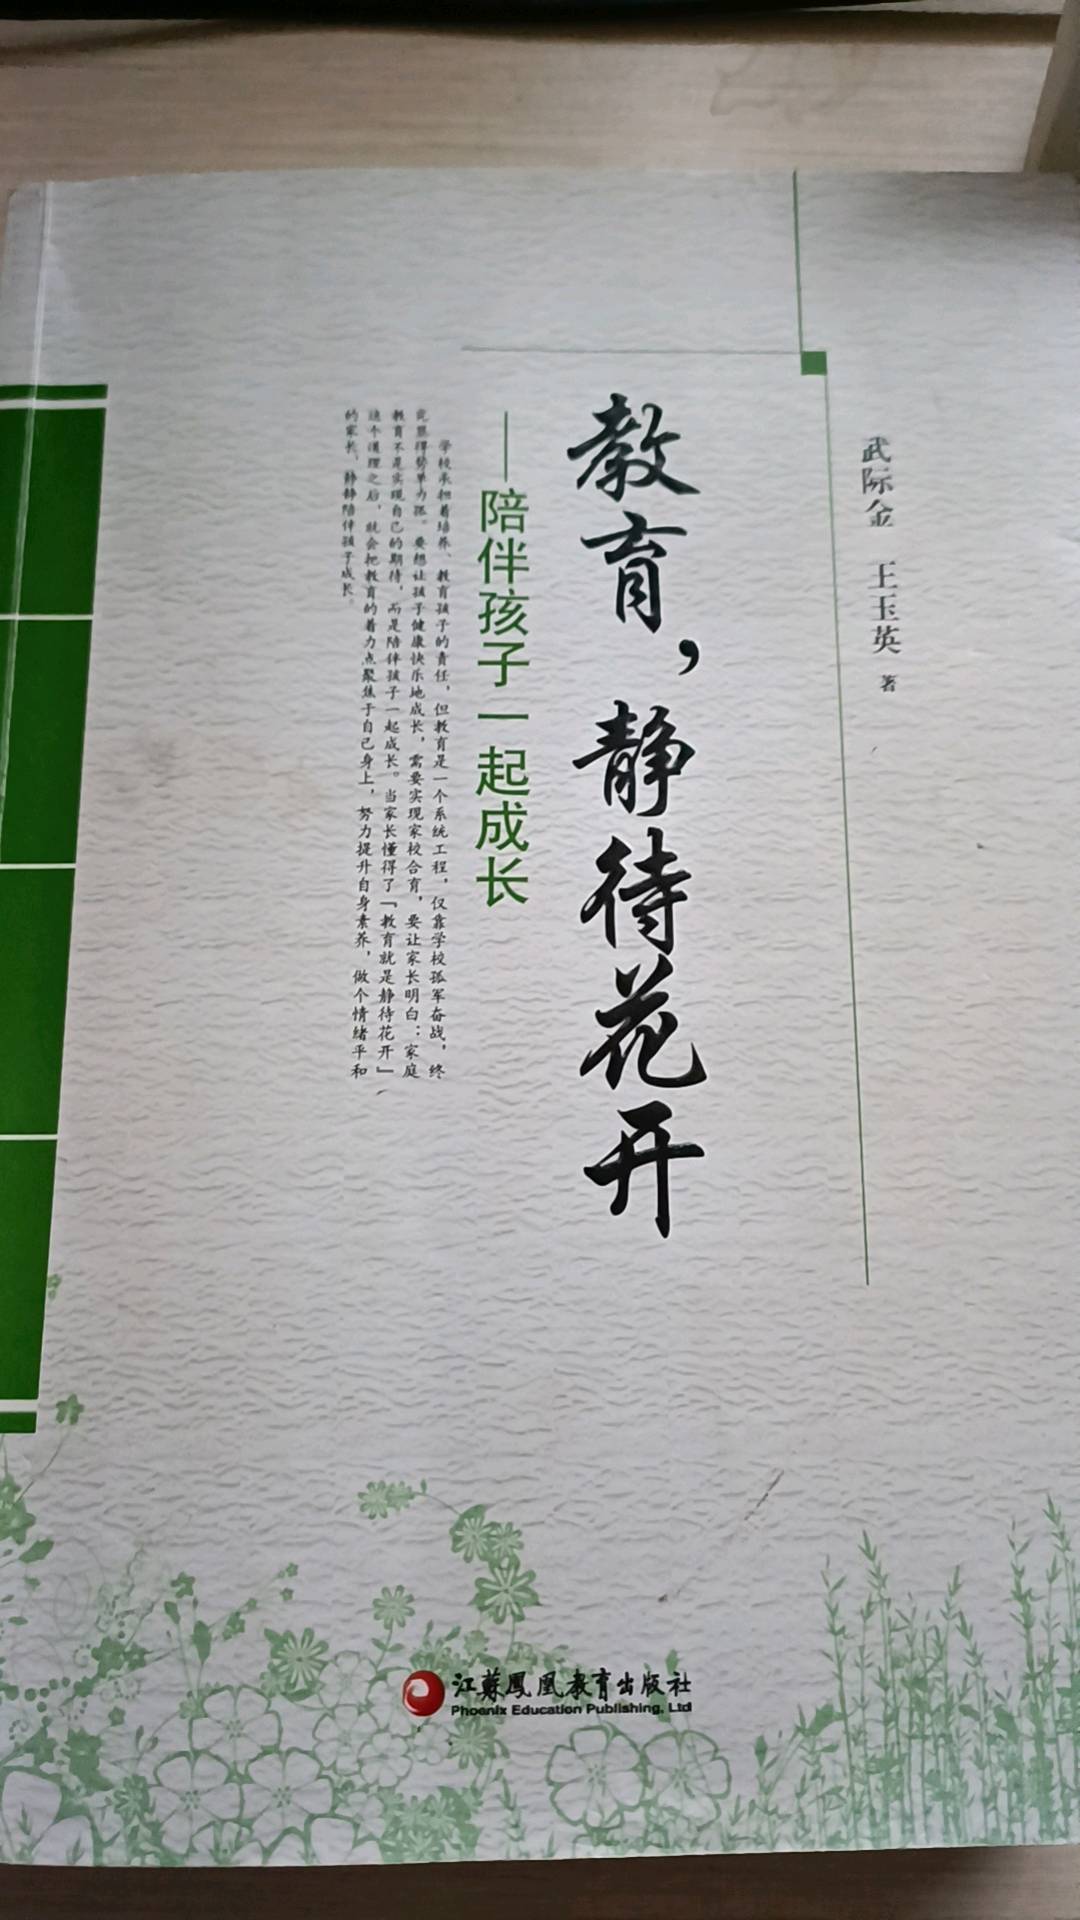 武际金 王玉英 著
教育，静待花开
——陪伴孩子一起成长
学校承担着培养、教育孩子的责任，但教育是一个系统工程，仅靠学校孤军奋战，终
究显得势单力孤。要想让孩子健康快乐地成长，需要实现家校合育，要让家长明白：家庭
教育不是实现自己的期待，而是陪伴孩子一起成长。当家长懂得了“教育就是静待花开”
这个道理之后，就会把教育的着力点聚焦于自己身上，努力提升自身素养，做个情绪平和
的家长，静静陪伴孩子成长。
江苏凤凰教育出版社
Phoenix Education Publishing, Ltd